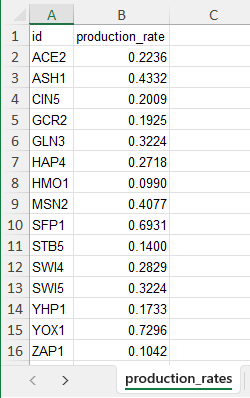 A B C
1 id production_rate
2 ACE2 0.2236
3 ASH1 0.4332
4 CIN5 0.2009
5 GCR2 0.1925
6 GLN3 0.3224
7 HAP4 0.2718
8 HMO1 0.0990
9 MSN2 0.4077
10 SFP1 0.6931
11 STB5 0.1400
12 SWI4 0.2829
13 SWI5 0.3224
14 YHP1 0.1733
15 YOX1 0.7296
16 ZAP1 0.1042
production_rates